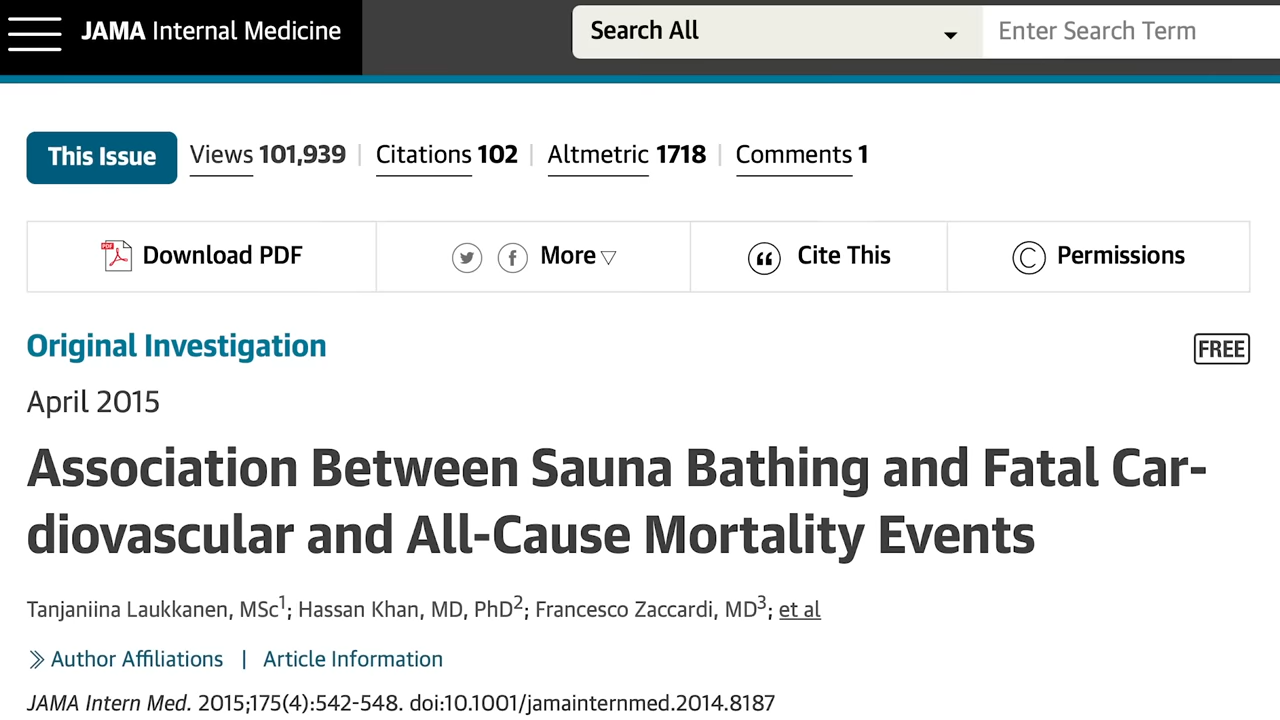 JAMA Internal Medicine Search All Enter Search Term
This Issue Views 101,939 Citations 102 Altmetric 1718 Comments 1
Download PDF More Cite This Permissions
Original Investigation FREE
April 2015
Association Between Sauna Bathing and Fatal Car-
diovascular and All-Cause Mortality Events
Tanjaniina Laukkanen, MSc1; Hassan Khan, MD, PhD2; Francesco Zaccardi, MD3; et al
Author Affiliations | Article Information
JAMA Intern Med. 2015;175(4):542-548. doi:10.1001/jamainternmed.2014.8187